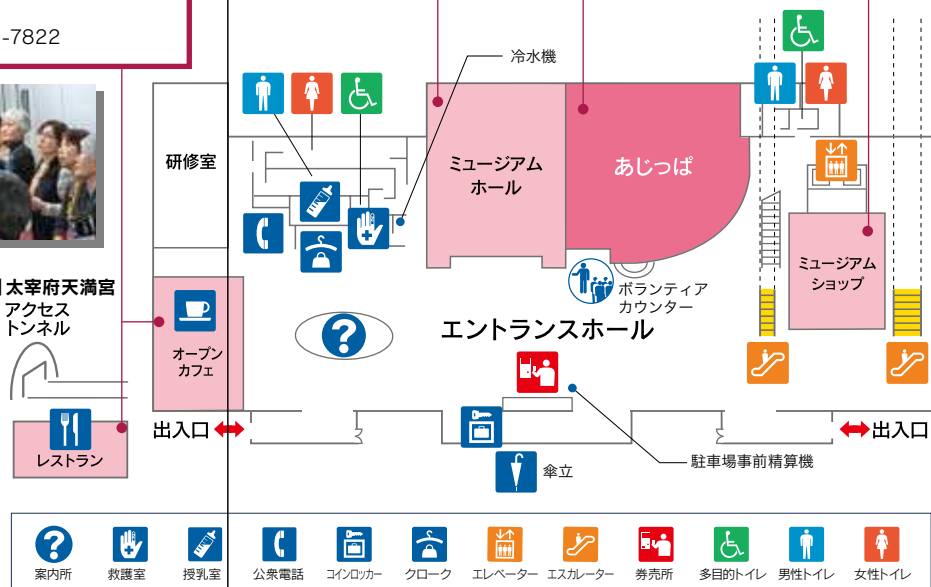 -7822
冷水機
研修室
ミュージアム
ホール
あじっぱ
ミュージアム
ショップ
太宰府天満宮
アクセス
トンネル
ボランティア
カウンター
エントランスホール
オープン
カフェ
出入口
出入口
レストラン
傘立
駐車場事前精算機
案内所
救護室
授乳室
公衆電話
コインロッカー
クローク
エレベーター
エスカレーター
券売所
多目的トイレ
男性トイレ
女性トイレ